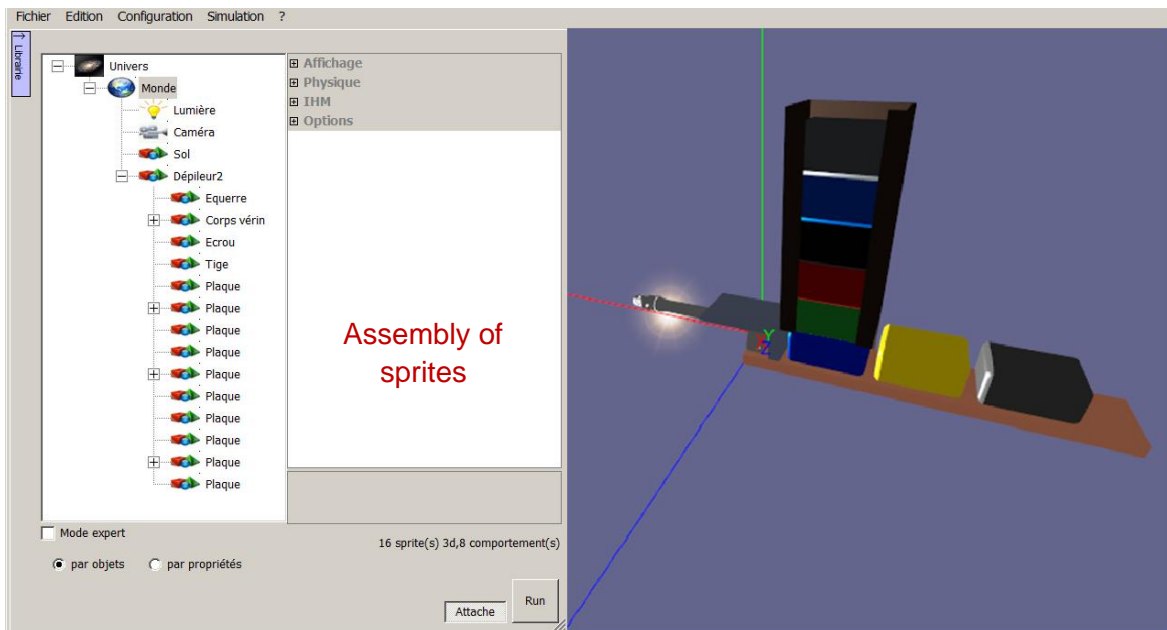 Fichier Edition Configuration Simulation ?
↑ Librairie
Univers
Monde
Lumière
Caméra
Sol
Dépileur2
Equerre
Corps vérin
Ecrou
Tige
Plaque
Plaque
Plaque
Plaque
Plaque
Plaque
Plaque
Plaque
Plaque
Plaque
Affichage
Physique
IHM
Options
Assembly of
sprites
Mode expert
16 sprite(s) 3d,8 comportement(s)
par objets par propriétés
Attache
Run
Y
Z